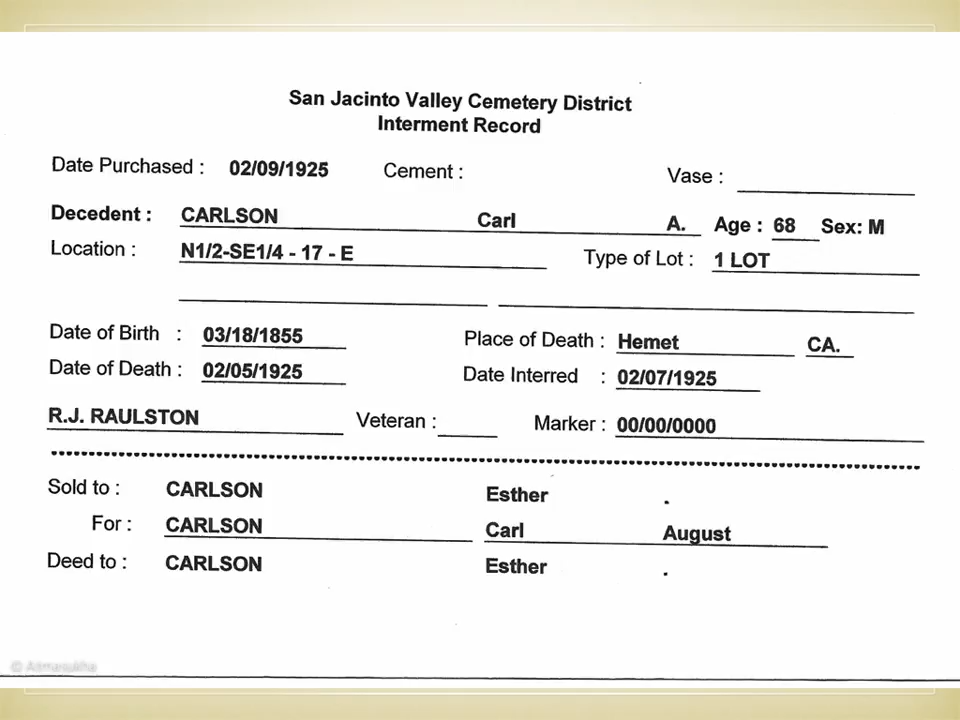 San Jacinto Valley Cemetery District
Interment Record
Date Purchased : 02/09/1925 Cement : Vase :
Decedent : CARLSON Carl A. Age : 68 Sex: M
Location : N1/2-SE1/4 - 17 - E Type of Lot : 1 LOT
Date of Birth : 03/18/1855 Place of Death : Hemet CA.
Date of Death : 02/05/1925 Date Interred : 02/07/1925
R.J. RAULSTON Veteran : Marker : 00/00/0000
Sold to : CARLSON Esther .
For : CARLSON Carl August
Deed to : CARLSON Esther .
© Atmasukha